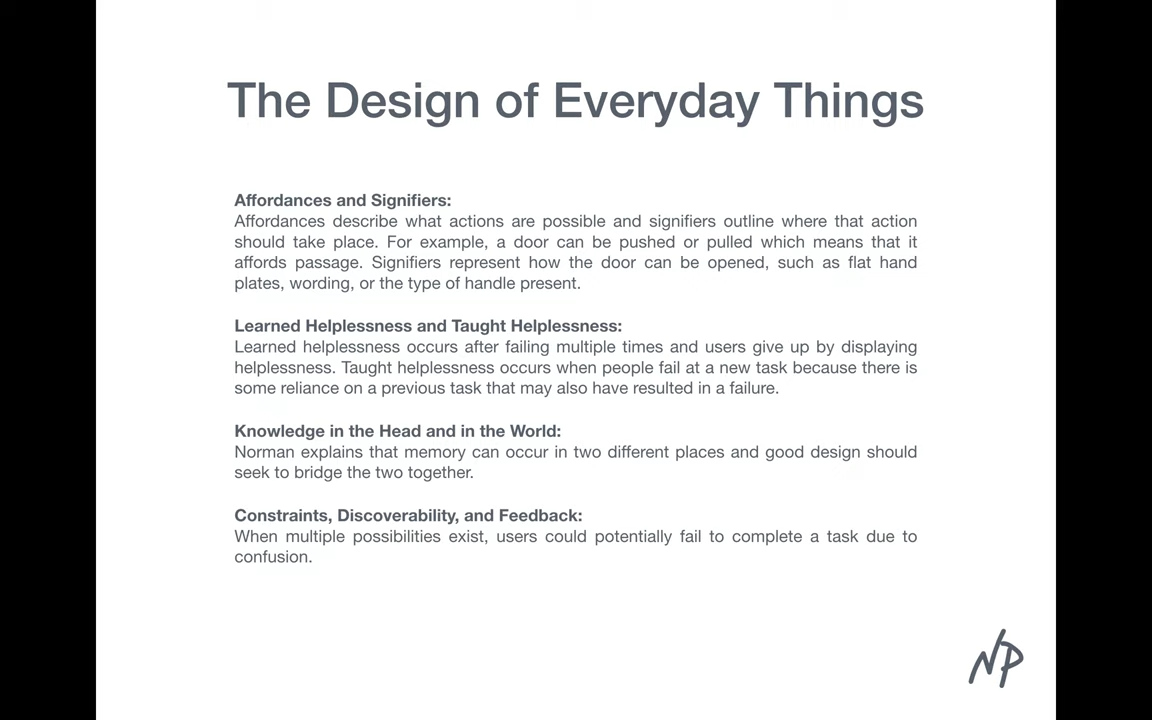 The Design of Everyday Things
Affordances and Signifiers:
Affordances describe what actions are possible and signifiers outline where that action
should take place. For example, a door can be pushed or pulled which means that it
affords passage. Signifiers represent how the door can be opened, such as flat hand
plates, wording, or the type of handle present.
Learned Helplessness and Taught Helplessness:
Learned helplessness occurs after failing multiple times and users give up by displaying
helplessness. Taught helplessness occurs when people fail at a new task because there is
some reliance on a previous task that may also have resulted in a failure.
Knowledge in the Head and in the World:
Norman explains that memory can occur in two different places and good design should
seek to bridge the two together.
Constraints, Discoverability, and Feedback:
When multiple possibilities exist, users could potentially fail to complete a task due to
confusion.
NP